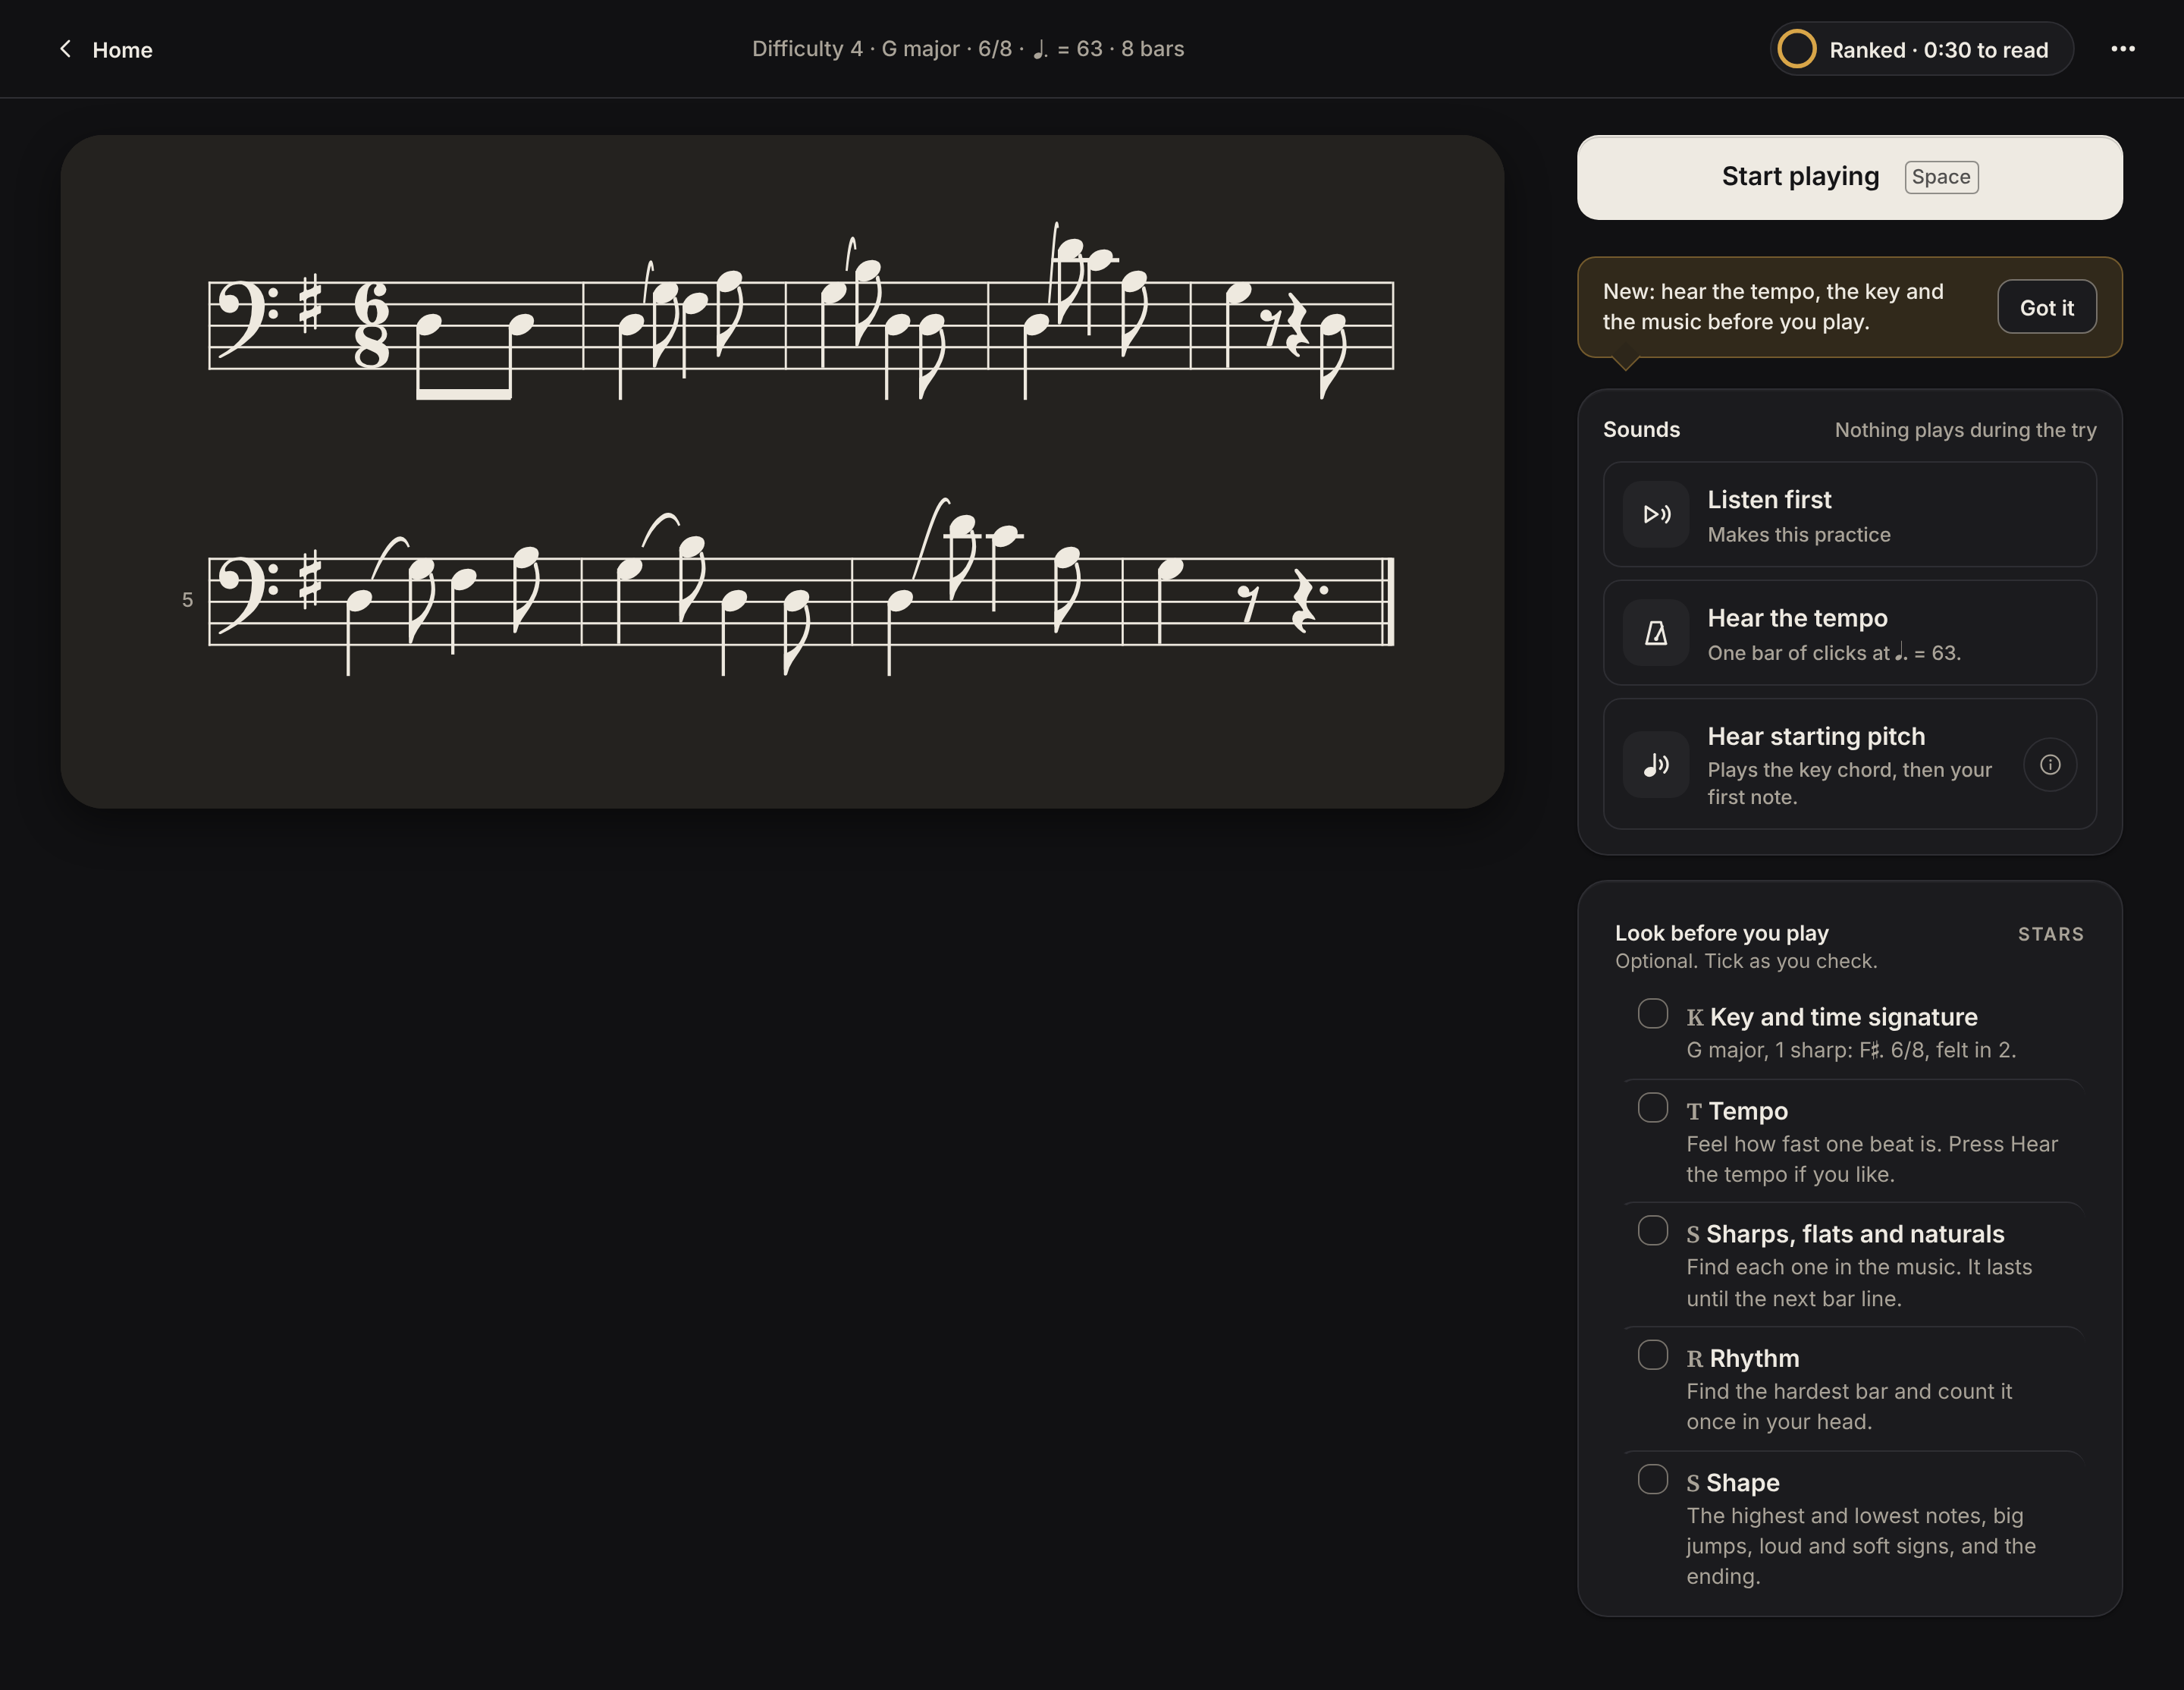 Home
Difficulty 4 · G major · 6/8 · ♩. = 63 · 8 bars
Ranked · 0:30 to read
Start playing Space
New: hear the tempo, the key and
the music before you play.
Got it
Sounds
Nothing plays during the try
Listen first
Makes this practice
Hear the tempo
One bar of clicks at ♩. = 63.
Hear starting pitch
Plays the key chord, then your
first note.
6
8
5
Look before you play
STARS
Optional. Tick as you check.
K Key and time signature
G major, 1 sharp: F♯. 6/8, felt in 2.
T Tempo
Feel how fast one beat is. Press Hear
the tempo if you like.
S Sharps, flats and naturals
Find each one in the music. It lasts
until the next bar line.
R Rhythm
Find the hardest bar and count it
once in your head.
S Shape
The highest and lowest notes, big
jumps, loud and soft signs, and the
ending.